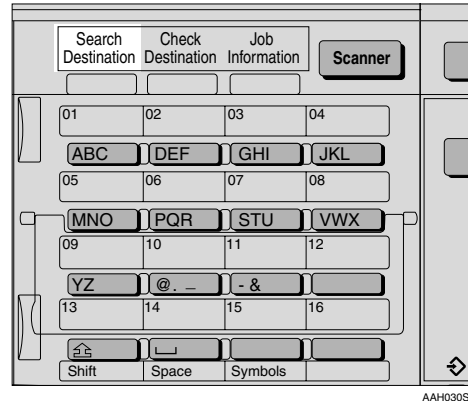 Search Destination Check Destination Job Information Scanner
01 02 03 04
ABC DEF GHI JKL
05 06 07 08
MNO PQR STU VWX
09 10 11 12
YZ @. _ - &
13 14 15 16
Shift Space Symbols
AAH030S